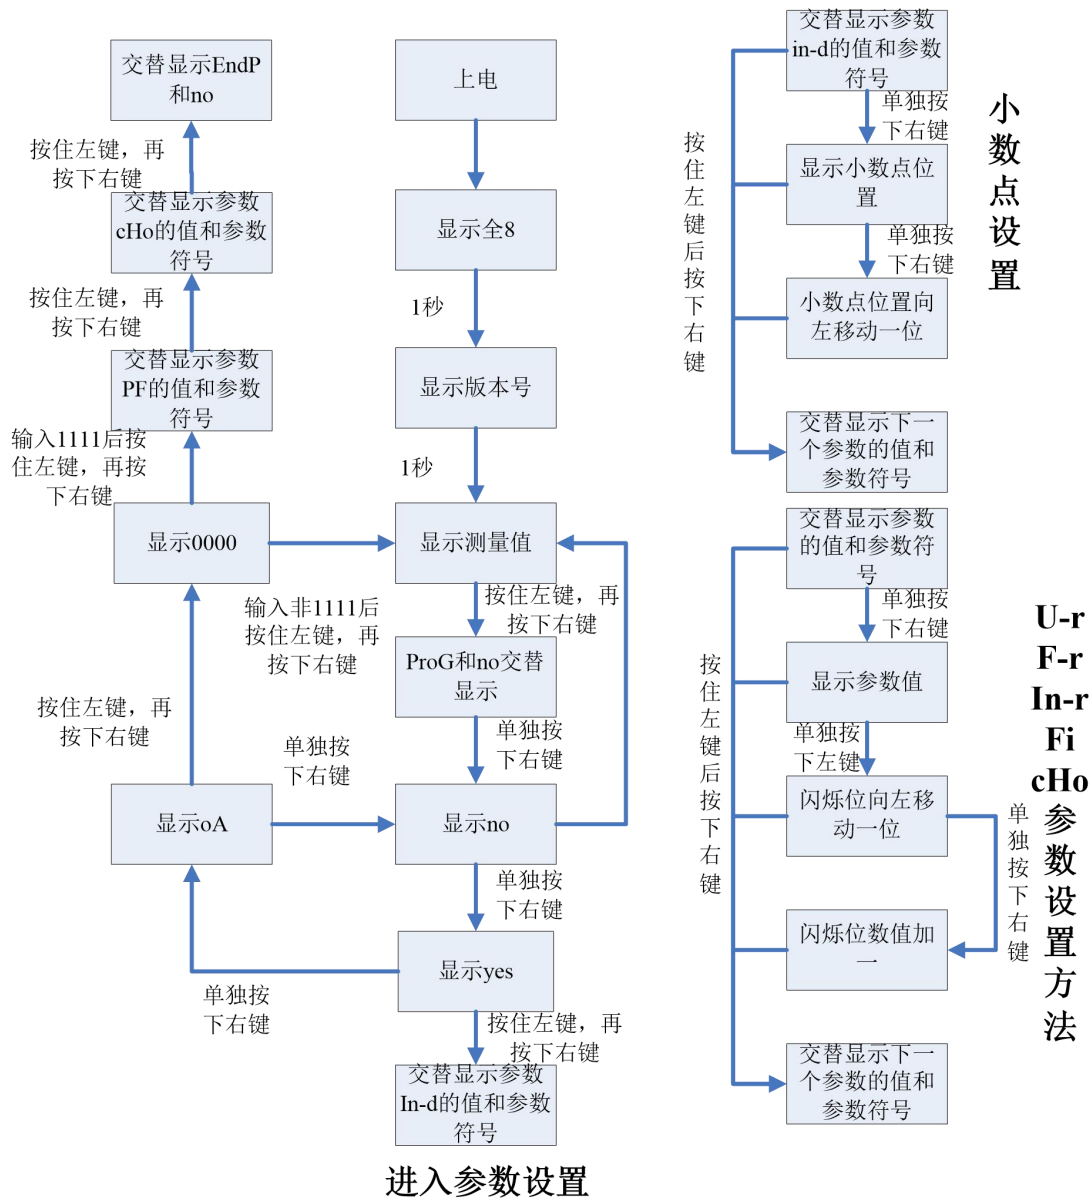 交替显示EndP
和no
按住左键，再
按下右键
交替显示参数
cHo的值和参数
符号
按住左键，再
按下右键
交替显示参数
PF的值和参数
符号
输入1111后按
住左键，再按
下右键
显示0000
输入非1111后
按住左键，再
按下右键
按住左键，再
按下右键
单独按
下右键
显示oA
单独按
下右键
上电
显示全8
1秒
显示版本号
1秒
显示测量值
按住左键，再
按下右键
ProG和no交替
显示
单独按
下右键
显示no
单独按
下右键
显示yes
按住左键，再
按下右键
交替显示参数
In-d的值和参数
符号
进入参数设置
交替显示参数
in-d的值和参数
符号
单独按
下右键
显示小数点位
置
单独按
下右键
小数点位置向
左移动一位
交替显示下一
个参数的值和
参数符号
按住左键后按下右键
小数点设置
交替显示参数
的值和参数符
号
单独按
下右键
显示参数值
单独按
下左键
闪烁位向左移
动一位
单独按下右键
闪烁位数值加
一
交替显示下一
个参数的值和
参数符号
按住左键后按下右键
U-r
F-r
In-r
Fi
cHo
参数设置方法